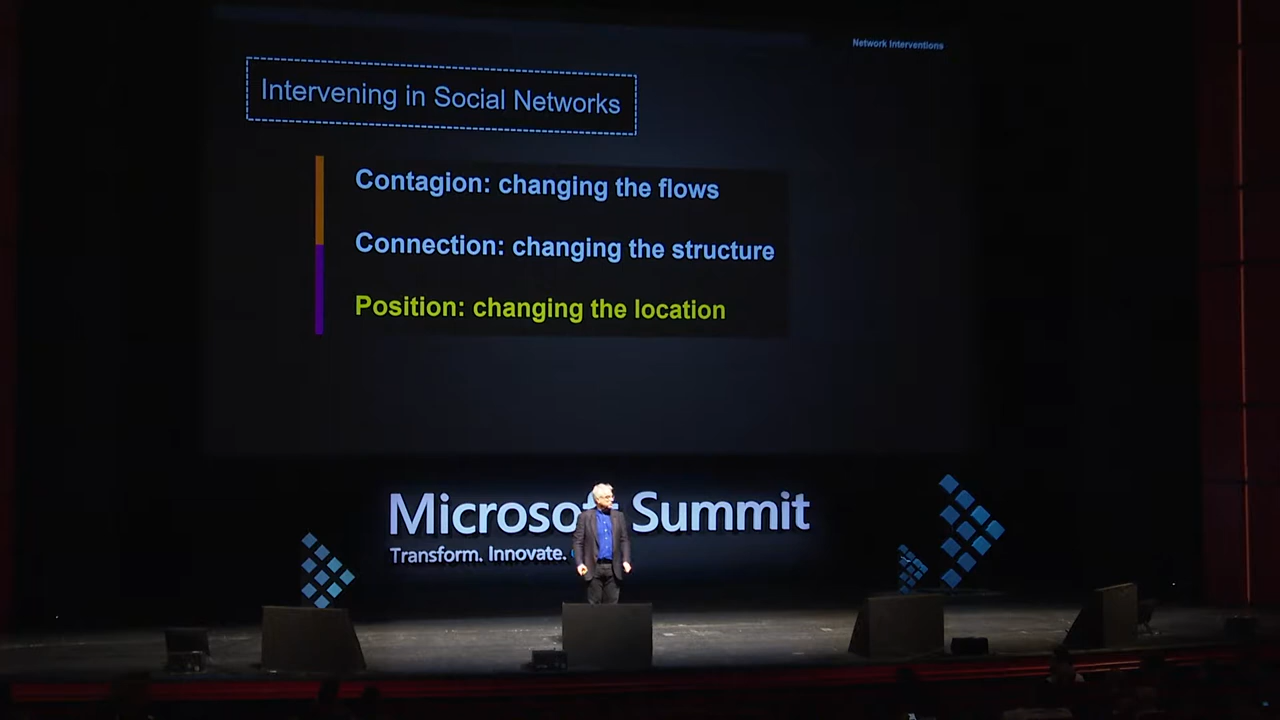 Network Interventions
Intervening in Social Networks
Contagion: changing the flows
Connection: changing the structure
Position: changing the location
Summit
Transform. Innovate.